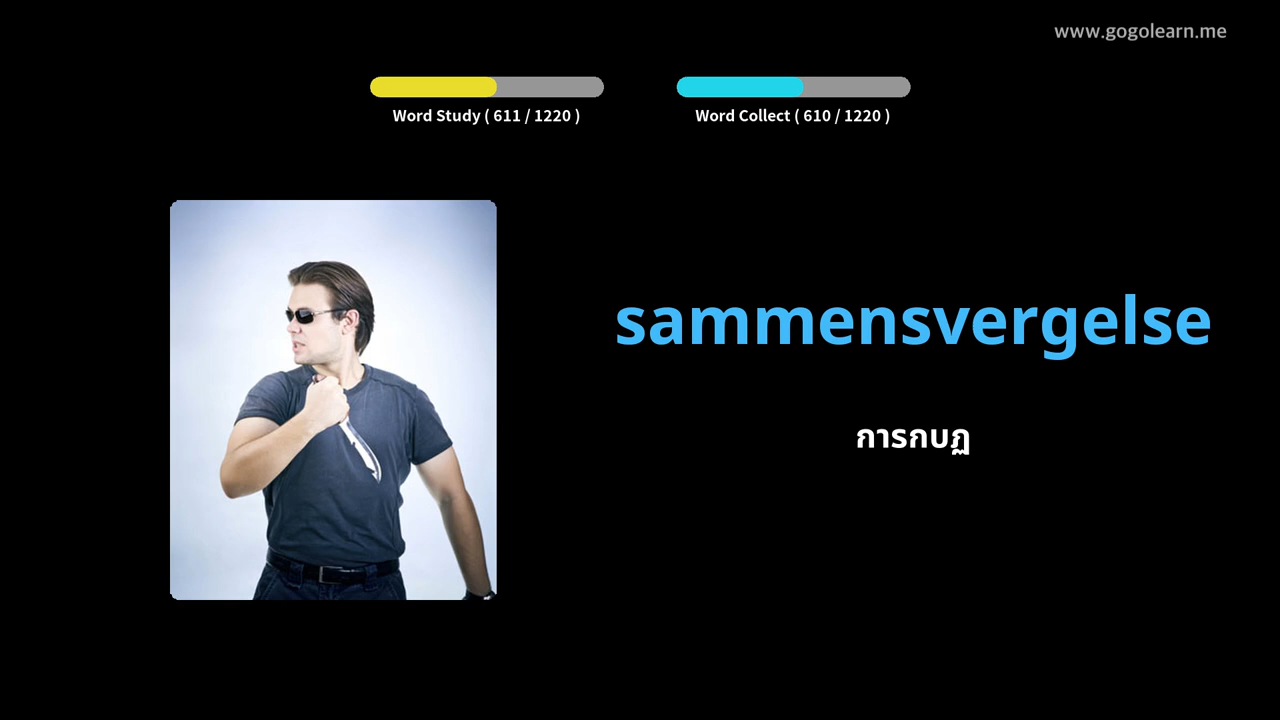 www.gogolearn.me
Word Study ( 611 / 1220 )
Word Collect ( 610 / 1220 )
sammensvergelse
การกบฏ